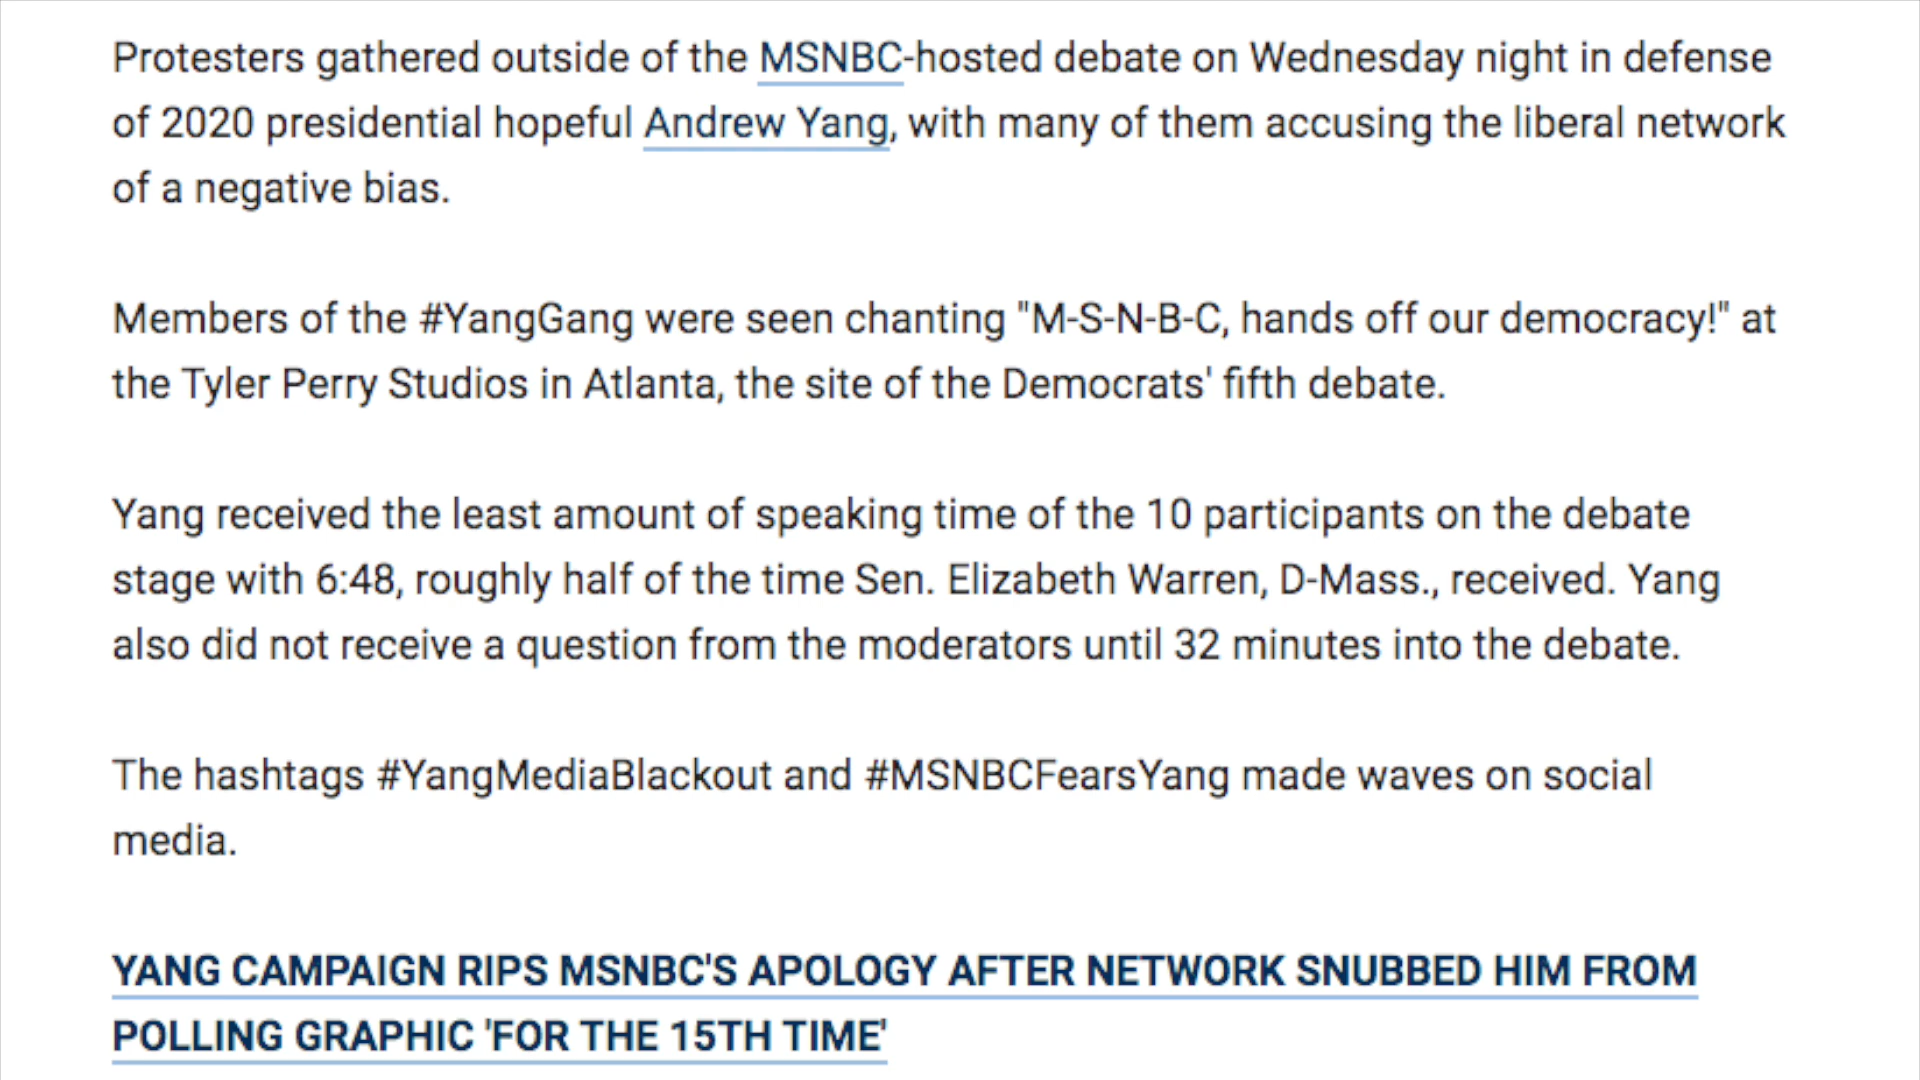 Protesters gathered outside of the MSNBC-hosted debate on Wednesday night in defense
of 2020 presidential hopeful Andrew Yang, with many of them accusing the liberal network
of a negative bias.
Members of the #YangGang were seen chanting "M-S-N-B-C, hands off our democracy!" at
the Tyler Perry Studios in Atlanta, the site of the Democrats' fifth debate.
Yang received the least amount of speaking time of the 10 participants on the debate
stage with 6:48, roughly half of the time Sen. Elizabeth Warren, D-Mass., received. Yang
also did not receive a question from the moderators until 32 minutes into the debate.
The hashtags #YangMediaBlackout and #MSNBCFearsYang made waves on social
media.
YANG CAMPAIGN RIPS MSNBC'S APOLOGY AFTER NETWORK SNUBBED HIM FROM
POLLING GRAPHIC 'FOR THE 15TH TIME'